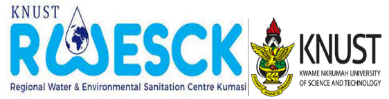 KNUST
RWESCK
Regional Water & Environmental Sanitation Centre Kumasi
KNUST
KWAME NKRUMAH UNIVERSITY
OF SCIENCE AND TECHNOLOGY